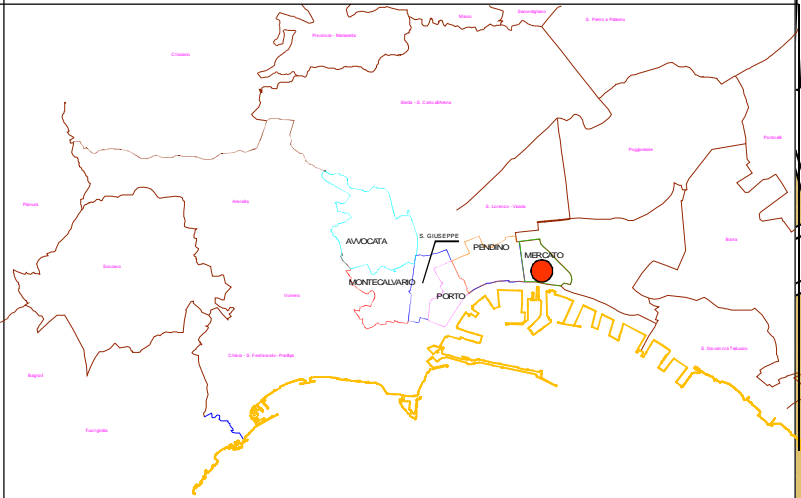 Secondigliano
Miano
S. Pietro a Patierno
Piscinola - Marianella
Chiaiano
Stella - S. Carlo all'Arena
Ponticelli
Poggioreale
Pianura
Arenella
S. Lorenzo - Vicaria
S. GIUSEPPE
AVVOCATA
PENDINO
Barra
MERCATO
Soccavo
MONTECALVARIO
Vomero
PORTO
S. Giovanni a Teduccio
Chiaia - S. Ferdinando - Posillipo
Bagnoli
Fuorigrotta